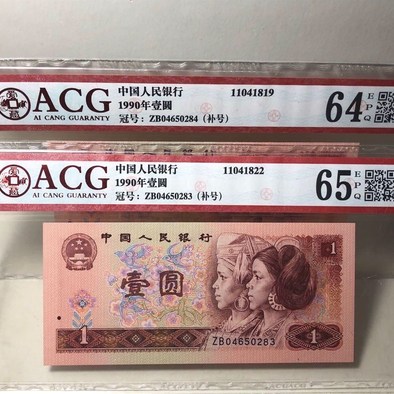 ACG
AI CANG GUARANTY
中国人民银行 11041819
1990年壹圆
冠号：ZB04650284（补号）
64 EPQ
ACG
AI CANG GUARANTY
中国人民银行 11041822
1990年壹圆
冠号：ZB04650283（补号）
65 EPQ
中国人民银行
1
壹圆
ZB04650283
1
1